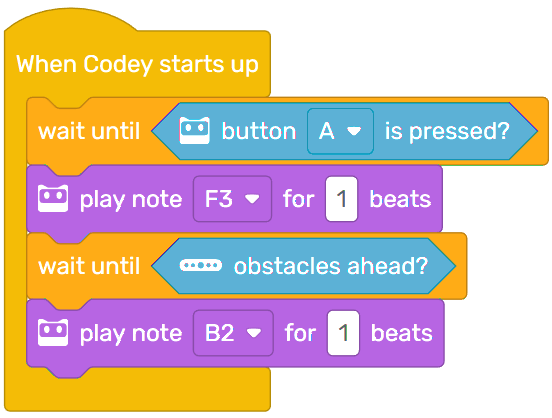 When Codey starts up
wait until button A is pressed?
play note F3 for 1 beats
wait until obstacles ahead?
play note B2 for 1 beats